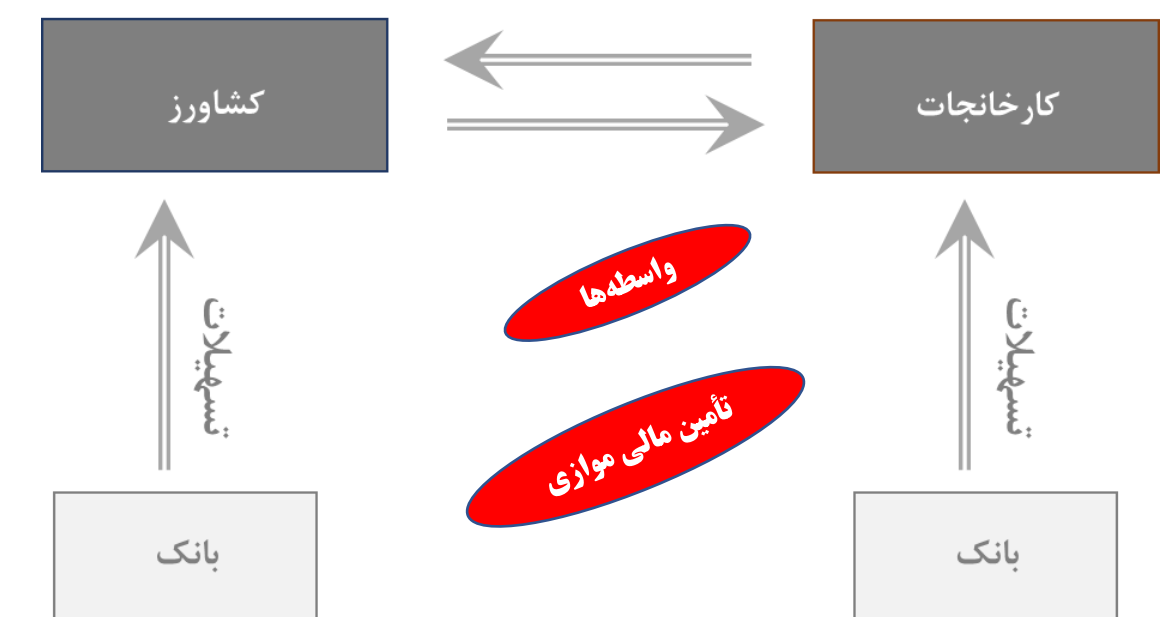 کارخانجات
کشاورز
واسطه‌ها
تسهیلات
تسهیلات
تأمین مالی موازی
بانک
بانک